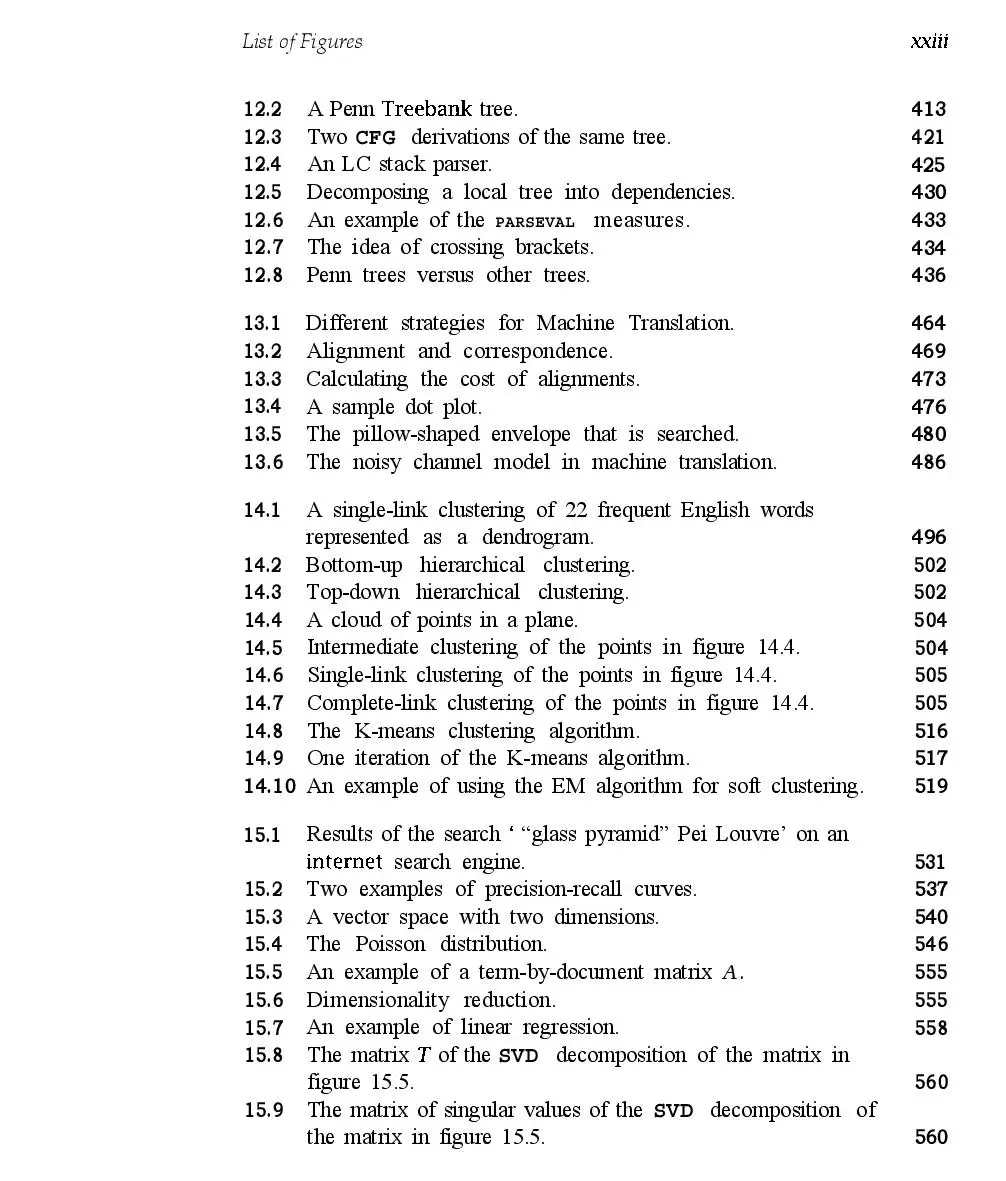 List of Figures xxiii
12.2 A Penn Treebank tree. 413
12.3 Two CFG derivations of the same tree. 421
12.4 An LC stack parser. 425
12.5 Decomposing a local tree into dependencies. 430
12.6 An example of the PARSEVAL measures. 433
12.7 The idea of crossing brackets. 434
12.8 Penn trees versus other trees. 436
13.1 Different strategies for Machine Translation. 464
13.2 Alignment and correspondence. 469
13.3 Calculating the cost of alignments. 473
13.4 A sample dot plot. 476
13.5 The pillow-shaped envelope that is searched. 480
13.6 The noisy channel model in machine translation. 486
14.1 A single-link clustering of 22 frequent English words
represented as a dendrogram. 496
14.2 Bottom-up hierarchical clustering. 502
14.3 Top-down hierarchical clustering. 502
14.4 A cloud of points in a plane. 504
14.5 Intermediate clustering of the points in figure 14.4. 504
14.6 Single-link clustering of the points in figure 14.4. 505
14.7 Complete-link clustering of the points in figure 14.4. 505
14.8 The K-means clustering algorithm. 516
14.9 One iteration of the K-means algorithm. 517
14.10 An example of using the EM algorithm for soft clustering. 519
15.1 Results of the search ‘ “glass pyramid” Pei Louvre’ on an
internet search engine. 531
15.2 Two examples of precision-recall curves. 537
15.3 A vector space with two dimensions. 540
15.4 The Poisson distribution. 546
15.5 An example of a term-by-document matrix A. 555
15.6 Dimensionality reduction. 555
15.7 An example of linear regression. 558
15.8 The matrix T of the SVD decomposition of the matrix in
figure 15.5. 560
15.9 The matrix of singular values of the SVD decomposition of
the matrix in figure 15.5. 560